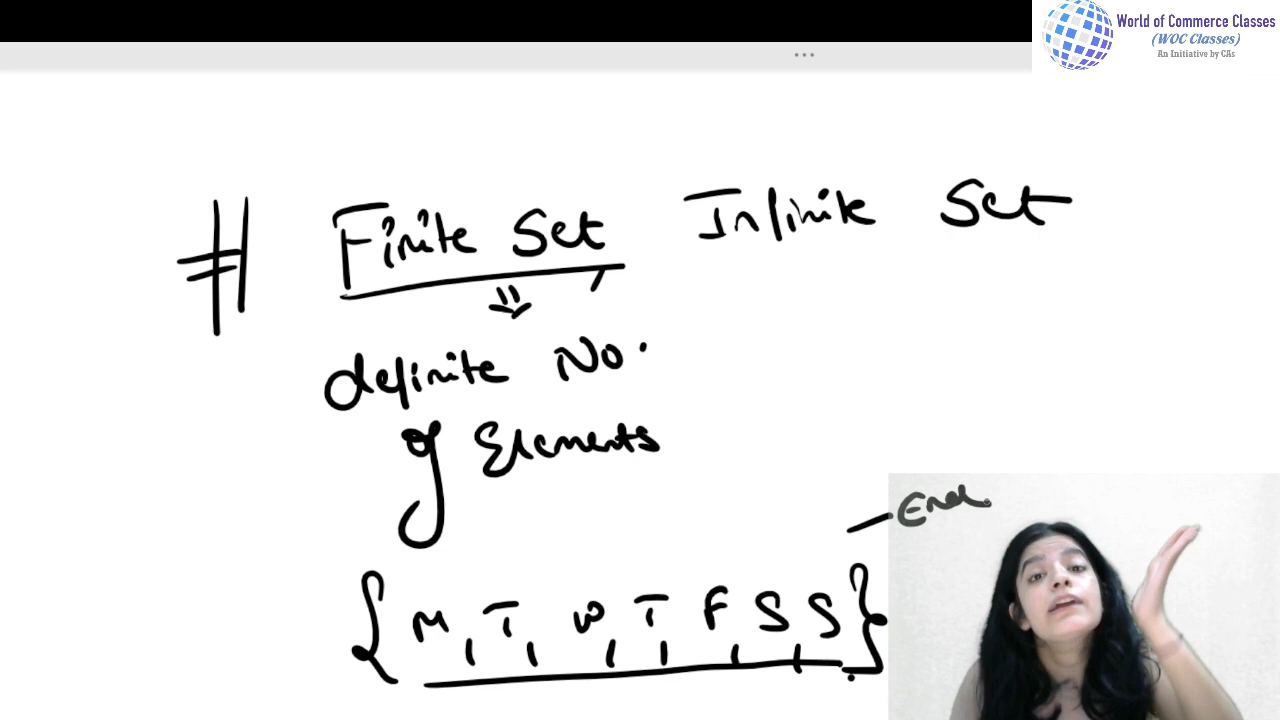 World of Commerce Classes
(WOC Classes)
An Initiative by CAs
# Finite Set Infinite Set
⇓
definite No.
of Elements
End
{M, T, W, T, F, S, S}